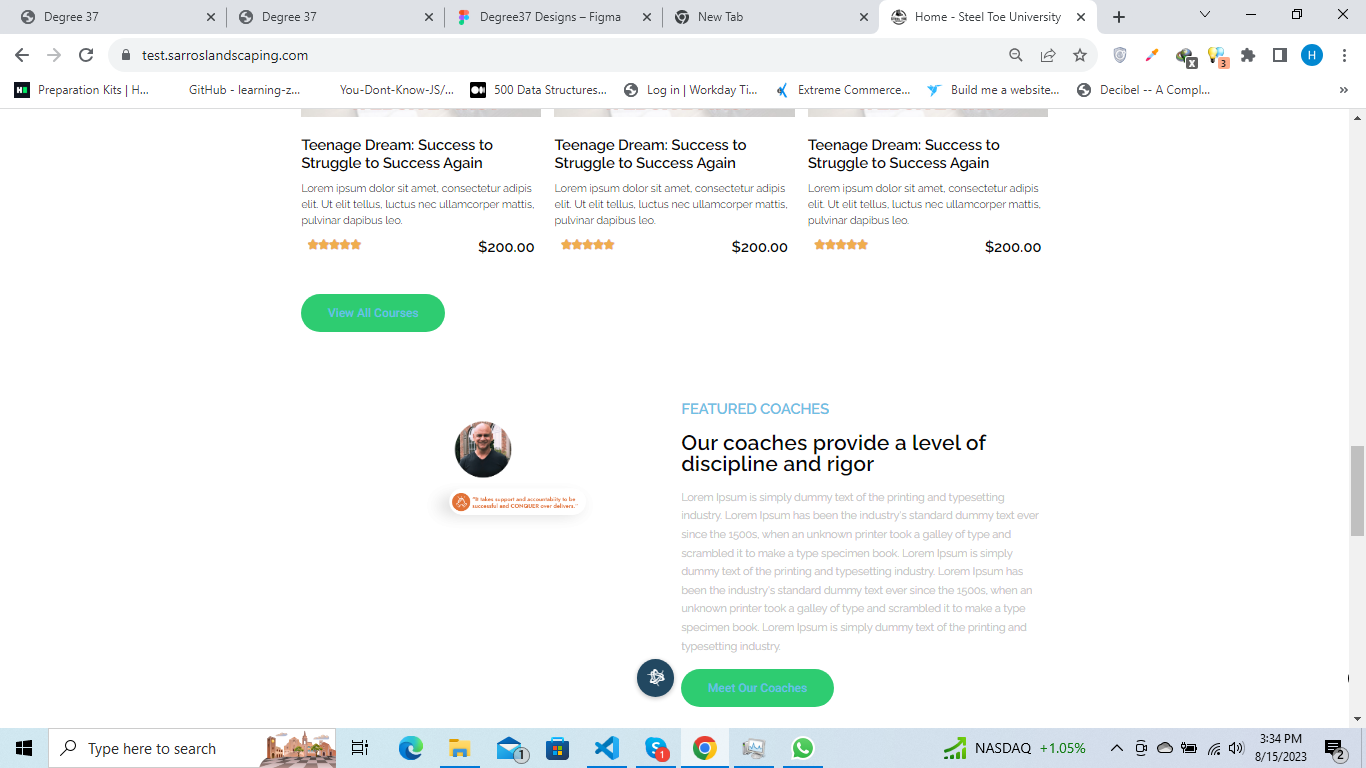 Degree 37
Degree 37
Degree37 Designs – Figma
New Tab
Home - Steel Toe University
test.sarroslandscaping.com
X
3
H
Preparation Kits | H...
GitHub - learning-z...
You-Dont-Know-JS/...
500 Data Structures...
Log in | Workday Ti...
Extreme Commerce...
Build me a website...
Decibel -- A Compl...
»
Teenage Dream: Success to
Struggle to Success Again
Lorem ipsum dolor sit amet, consectetur adipis
elit. Ut elit tellus, luctus nec ullamcorper mattis,
pulvinar dapibus leo.
$200.00
Teenage Dream: Success to
Struggle to Success Again
Lorem ipsum dolor sit amet, consectetur adipis
elit. Ut elit tellus, luctus nec ullamcorper mattis,
pulvinar dapibus leo.
$200.00
Teenage Dream: Success to
Struggle to Success Again
Lorem ipsum dolor sit amet, consectetur adipis
elit. Ut elit tellus, luctus nec ullamcorper mattis,
pulvinar dapibus leo.
$200.00
View All Courses
"It takes support and accountability to be
successful and CONQUER over delivers."
FEATURED COACHES
Our coaches provide a level of
discipline and rigor
Lorem Ipsum is simply dummy text of the printing and typesetting
industry. Lorem Ipsum has been the industry's standard dummy text ever
since the 1500s, when an unknown printer took a galley of type and
scrambled it to make a type specimen book. Lorem Ipsum is simply
dummy text of the printing and typesetting industry. Lorem Ipsum has
been the industry's standard dummy text ever since the 1500s, when an
unknown printer took a galley of type and scrambled it to make a type
specimen book. Lorem Ipsum is simply dummy text of the printing and
typesetting industry.
Meet Our Coaches
Type here to search
1
1
NASDAQ +1.05%
3:34 PM
8/15/2023
2